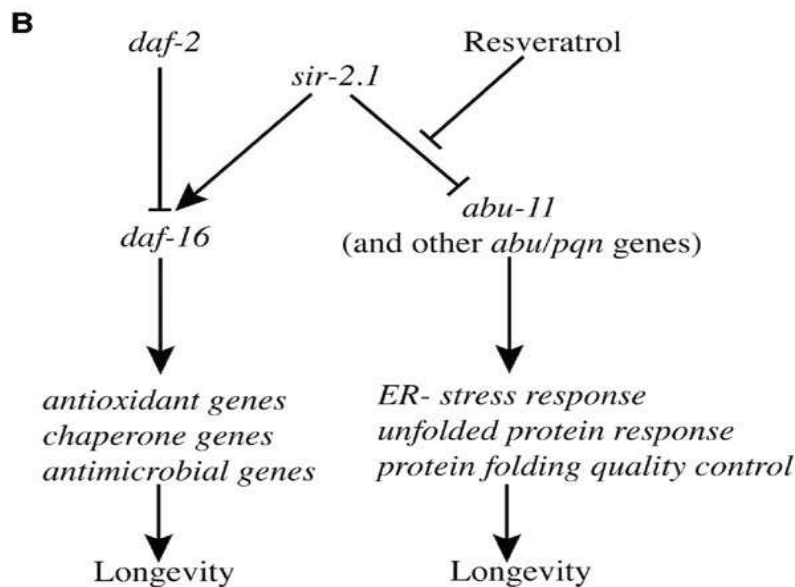 B
daf-2
Resveratrol
sir-2.1
daf-16
abu-11
(and other abu/pqn genes)
antioxidant genes
chaperone genes
antimicrobial genes
ER- stress response
unfolded protein response
protein folding quality control
Longevity
Longevity